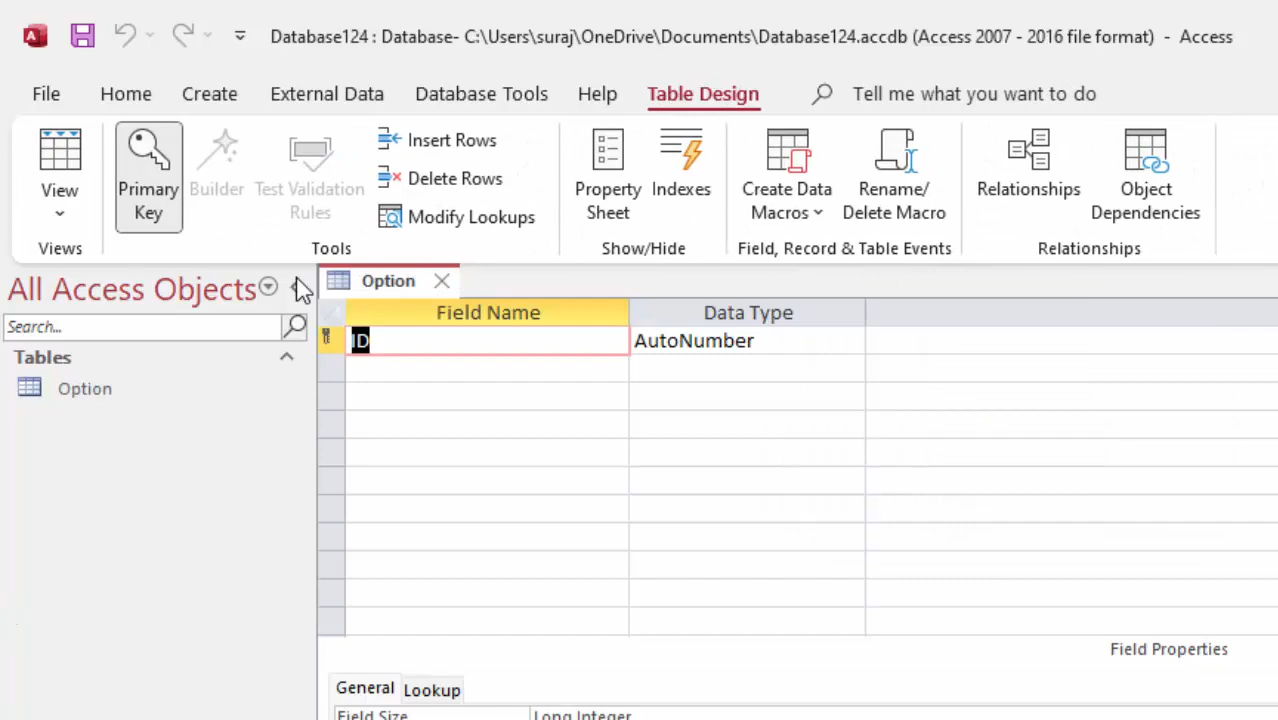 Database124 : Database- C:\Users\suraj\OneDrive\Documents\Database124.accdb (Access 2007 - 2016 file format) - Access
File Home Create External Data Database Tools Help Table Design Tell me what you want to do
View
Primary Key
Builder
Test Validation Rules
Insert Rows
Delete Rows
Modify Lookups
Property Sheet
Indexes
Create Data Macros
Rename/ Delete Macro
Relationships
Object Dependencies
Views Tools Show/Hide Field, Record & Table Events Relationships
All Access Objects
Search...
Tables
Option
Option
Field Name Data Type
ID AutoNumber
Field Properties
General Lookup
Field Size Long Integer